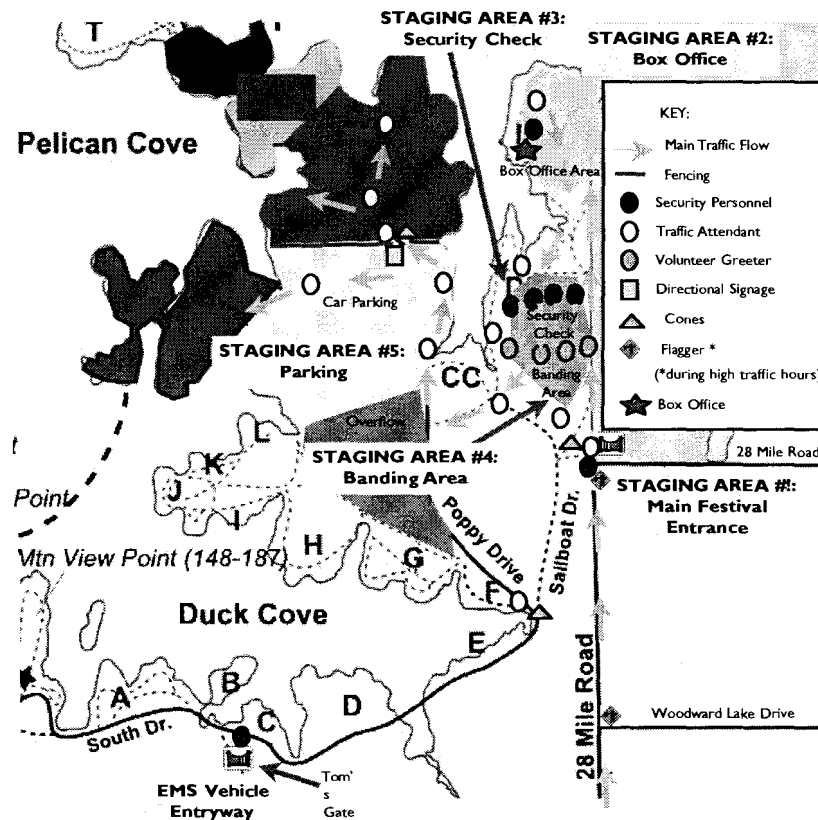 STAGING AREA #3:
Security Check
STAGING AREA #2:
Box Office
T
KEY:
Main Traffic Flow
Fencing
Security Personnel
Traffic Attendant
Volunteer Greeter
Directional Signage
Cones
Flagger *
(*during high traffic hours)
Box Office
Pelican Cove
Box Office Area
Car Parking
Security
Check
STAGING AREA #5:
Parking
CC
Banding
Area
Overflow
L
K
J
I
STAGING AREA #4:
Banding Area
28 Mile Road
STAGING AREA #!:
Main Festival
Entrance
t
Point
Mtn View Point (148-187)
H
G
F
Poppy Drive
Sailboat Dr.
Duck Cove
E
A
B
C
D
South Dr.
28 Mile Road
Woodward Lake Drive
EMS Vehicle
Entryway
Tom'
s
Gate